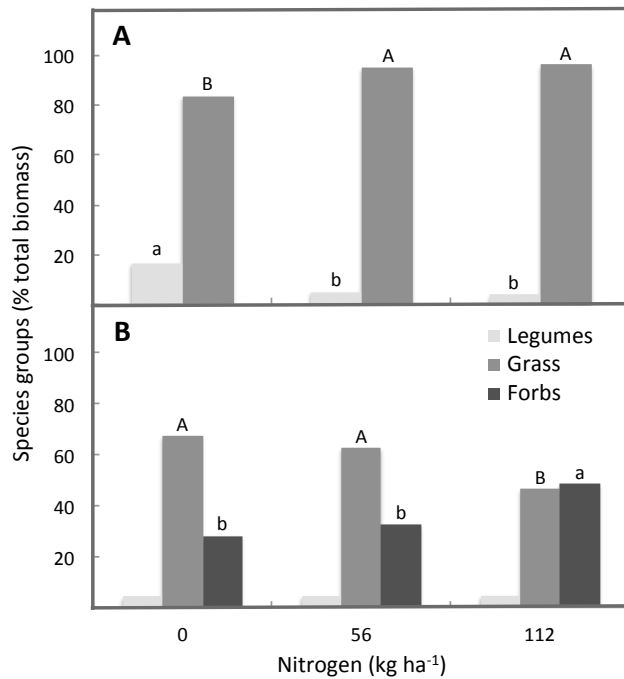 A
100
80
60
40
20
B
A
A
a
b
b
Species groups (% total biomass)
B
100
80
60
40
20
Legumes
Grass
Forbs
A
A
B
a
b
b
0
56
112
Nitrogen (kg ha⁻¹)